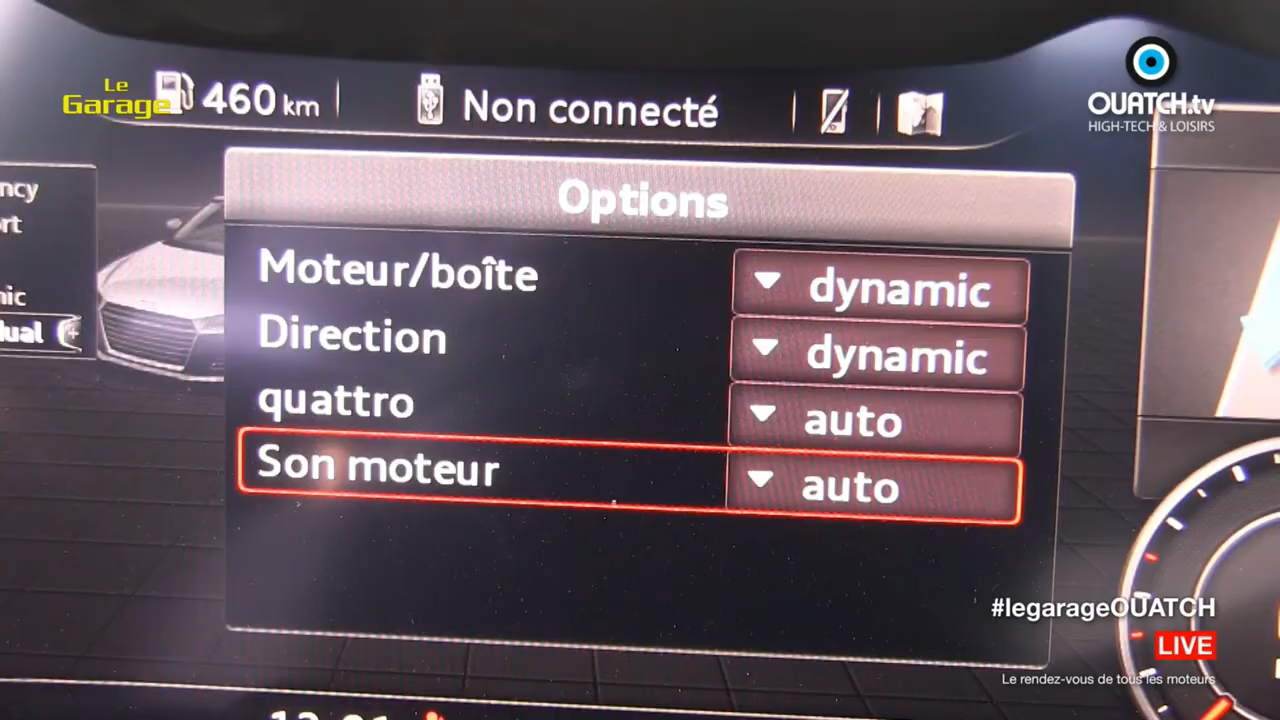 Le
Garage
460 km
Non connecté
OUATCH.tv
HIGH-TECH & LOISIRS
Options
Moteur/boîte
dynamic
Direction
dynamic
quattro
auto
Son moteur
auto
#legarageOUATCH
LIVE
Le rendez-vous de tous les moteurs